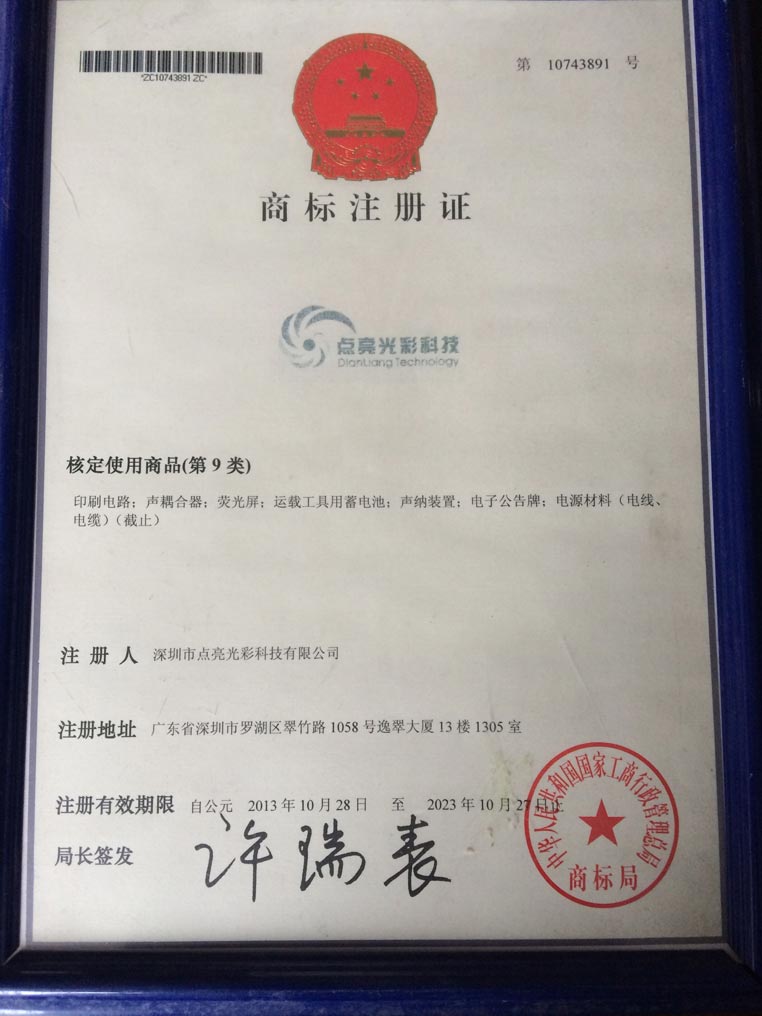 第 10743891 号
*ZC10743891ZC*
商标注册证
点亮光彩科技
DianLiang Technology
核定使用商品(第 9 类)
印刷电路；声耦合器；荧光屏；运载工具用蓄电池；声纳装置；电子公告牌；电源材料（电线、
电缆）（截止）
注 册 人 深圳市点亮光彩科技有限公司
注册地址 广东省深圳市罗湖区翠竹路 1058 号逸翠大厦 13 楼 1305 室
注册有效期限 自公元 2013 年 10 月 28 日 至 2023 年 10 月 27 日止
局长签发 许瑞表
中华人民共和国国家工商行政管理总局
商标局